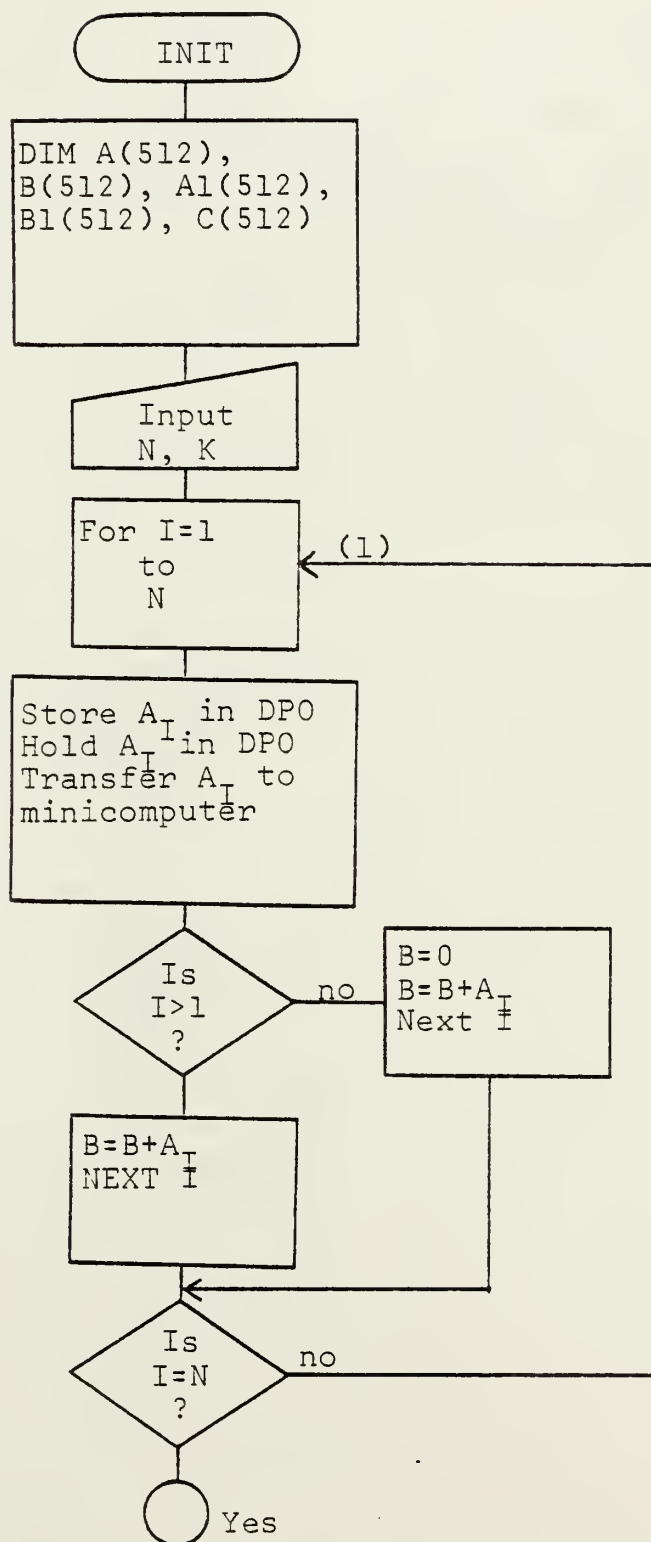 INIT
DIM A(512),
B(512), A1(512),
B1(512), C(512)
Input
N, K
For I=1
to
N
(1)
Store A_I in DPO
Hold A_I in DPO
Transfer A_I to
minicomputer
Is
I>1
?
no
B=0
B=B+A_I
Next I
B=B+A_I
NEXT I
Is
I=N
?
no
Yes